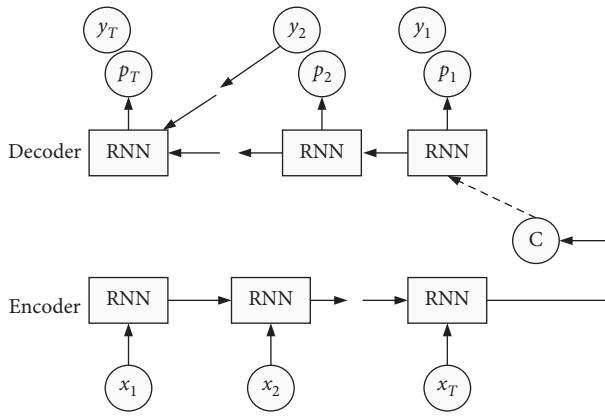 y_T y_2 y_1
p_T p_2 p_1
Decoder RNN RNN RNN
C
Encoder RNN RNN RNN
x_1 x_2 x_T